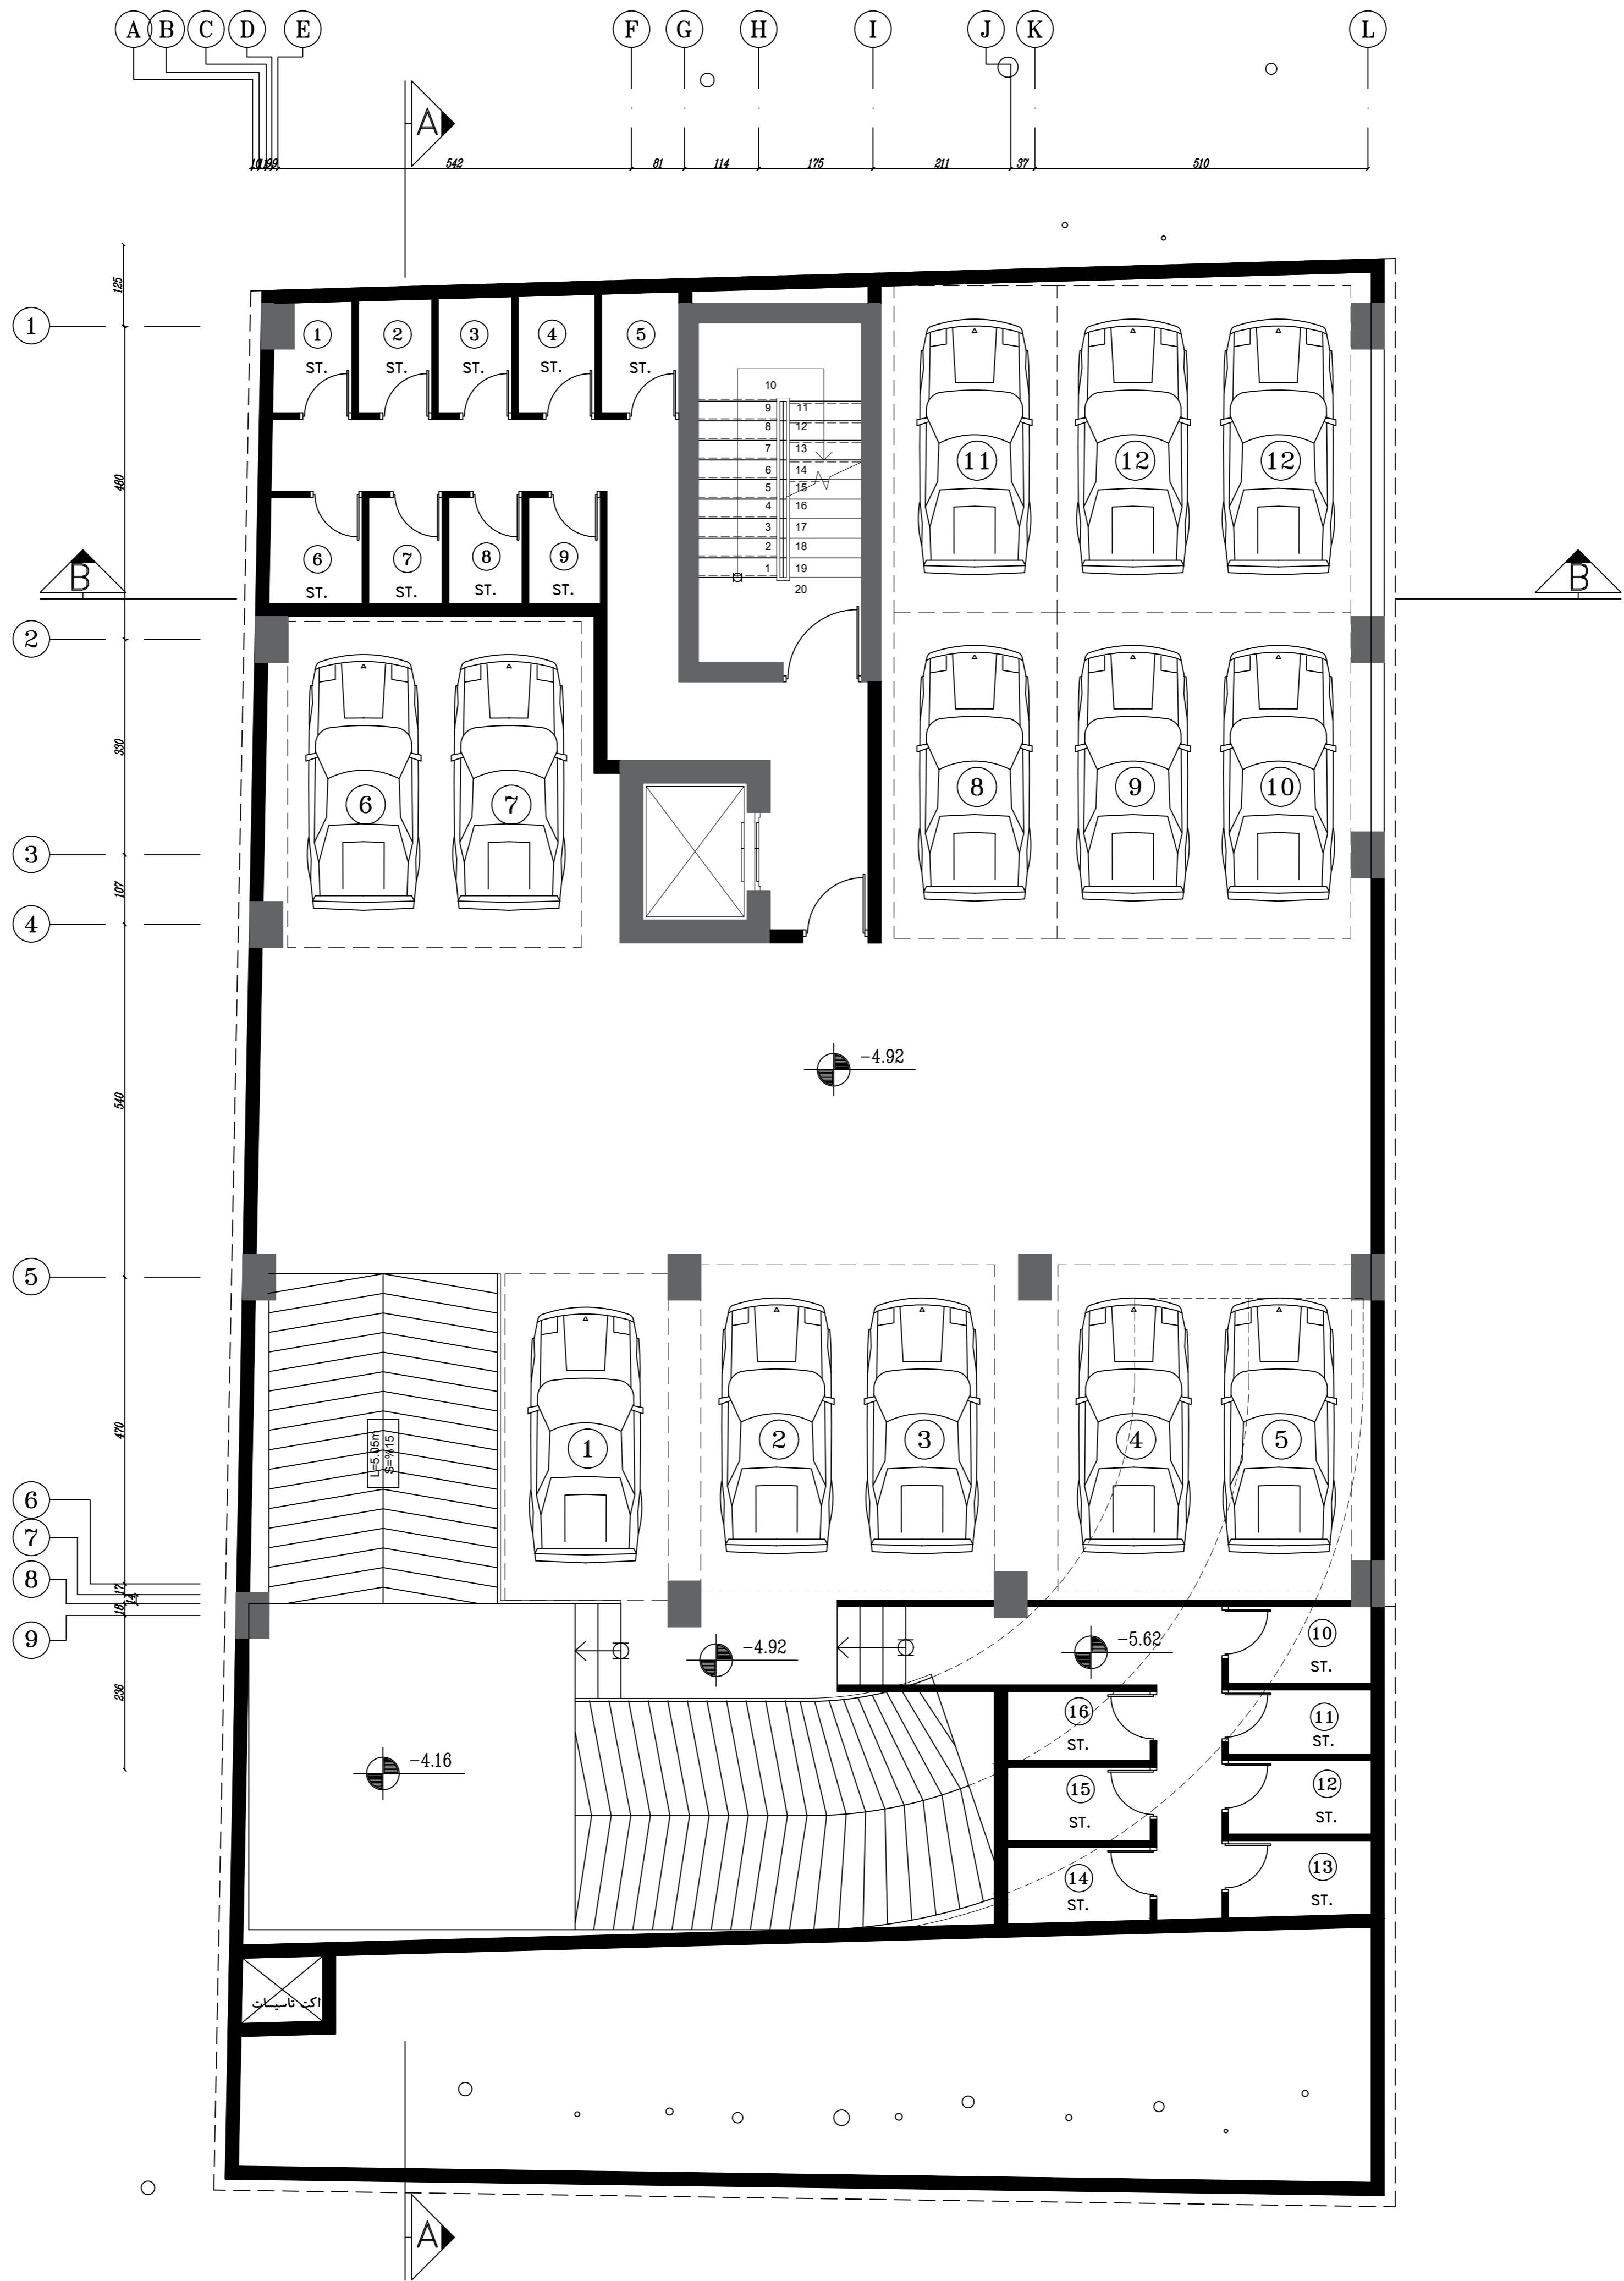 A B C D E F G H I J K L
A
542 81 114 175 211 37 510
125
1
1 2 3 4 5
ST. ST. ST. ST. ST.
10
9 11
8 12
7 13
6 14
5 15
4 16
3 17
2 18
1 19
20
11 12 12
480
6 7 8 9
ST. ST. ST. ST.
B B
2
330
6 7
8 9 10
3
107
4
-4.92
540
5
470
L=5.05m
S=%15
1 2 3 4 5
6
7
8
9
17
14
18
236
-4.92
-5.62
-4.16
10
ST.
16
ST.
11
ST.
15
ST.
12
ST.
14
ST.
13
ST.
اکت تاسیسات
A